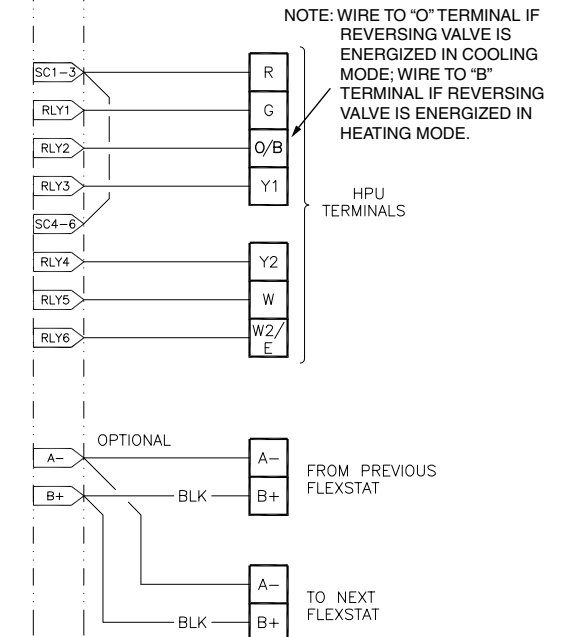 NOTE: WIRE TO “O” TERMINAL IF
REVERSING VALVE IS
ENERGIZED IN COOLING
MODE; WIRE TO “B”
TERMINAL IF REVERSING
VALVE IS ENERGIZED IN
HEATING MODE.
SC1-3
R
RLY1
G
RLY2
O/B
RLY3
Y1
HPU
TERMINALS
SC4-6
RLY4
Y2
RLY5
W
RLY6
W2/
E
OPTIONAL
A-
A-
FROM PREVIOUS
FLEXSTAT
B+
BLK
B+
A-
TO NEXT
FLEXSTAT
BLK
B+